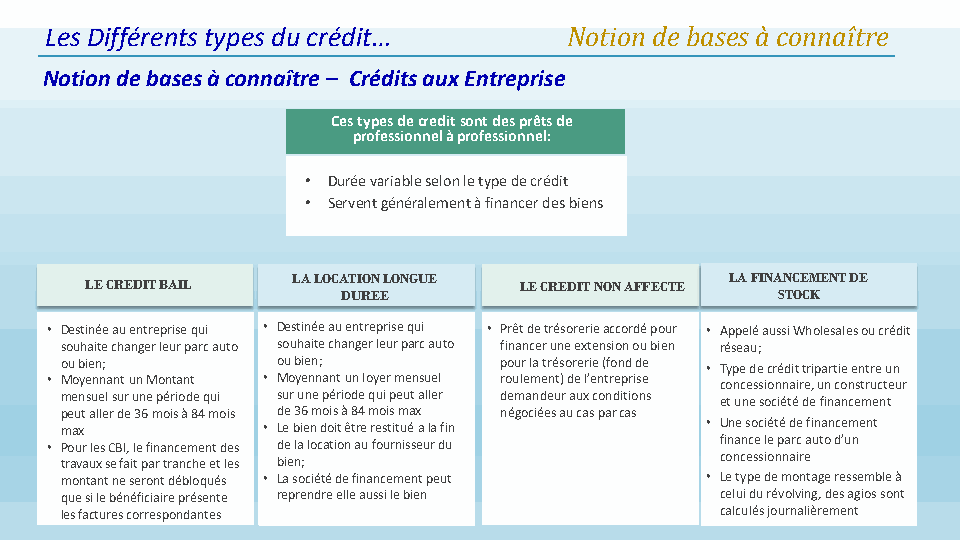 Les Différents types du crédit…
Notion de bases à connaître
Notion de bases à connaître – Crédits aux Entreprise
Ces types de credit sont des prêts de
professionnel à professionnel:
• Durée variable selon le type de crédit
• Servent généralement à financer des biens
LE CREDIT BAIL
• Destinée au entreprise qui
souhaite changer leur parc auto
ou bien;
• Moyennant un Montant
mensuel sur une période qui
peut aller de 36 mois à 84 mois
max
• Pour les CBI, le financement des
travaux se fait par tranche et les
montant ne seront débloqués
que si le bénéficiaire présente
les factures correspondantes
LA LOCATION LONGUE
DUREE
• Destinée au entreprise qui
souhaite changer leur parc auto
ou bien;
• Moyennant un loyer mensuel
sur une période qui peut aller
de 36 mois à 84 mois max
• Le bien doit être restitué a la fin
de la location au fournisseur du
bien;
• La société de financement peut
reprendre elle aussi le bien
LE CREDIT NON AFFECTE
• Prêt de trésorerie accordé pour
financer une extension ou bien
pour la trésorerie (fond de
roulement) de l’entreprise
demandeur aux conditions
négociées au cas par cas
LA FINANCEMENT DE
STOCK
• Appelé aussi Wholesales ou crédit
réseau;
• Type de crédit tripartie entre un
concessionnaire, un constructeur
et une société de financement
• Une société de financement
finance le parc auto d’un
concessionnaire
• Le type de montage ressemble à
celui du révolving, des agios sont
calculés journalièrement